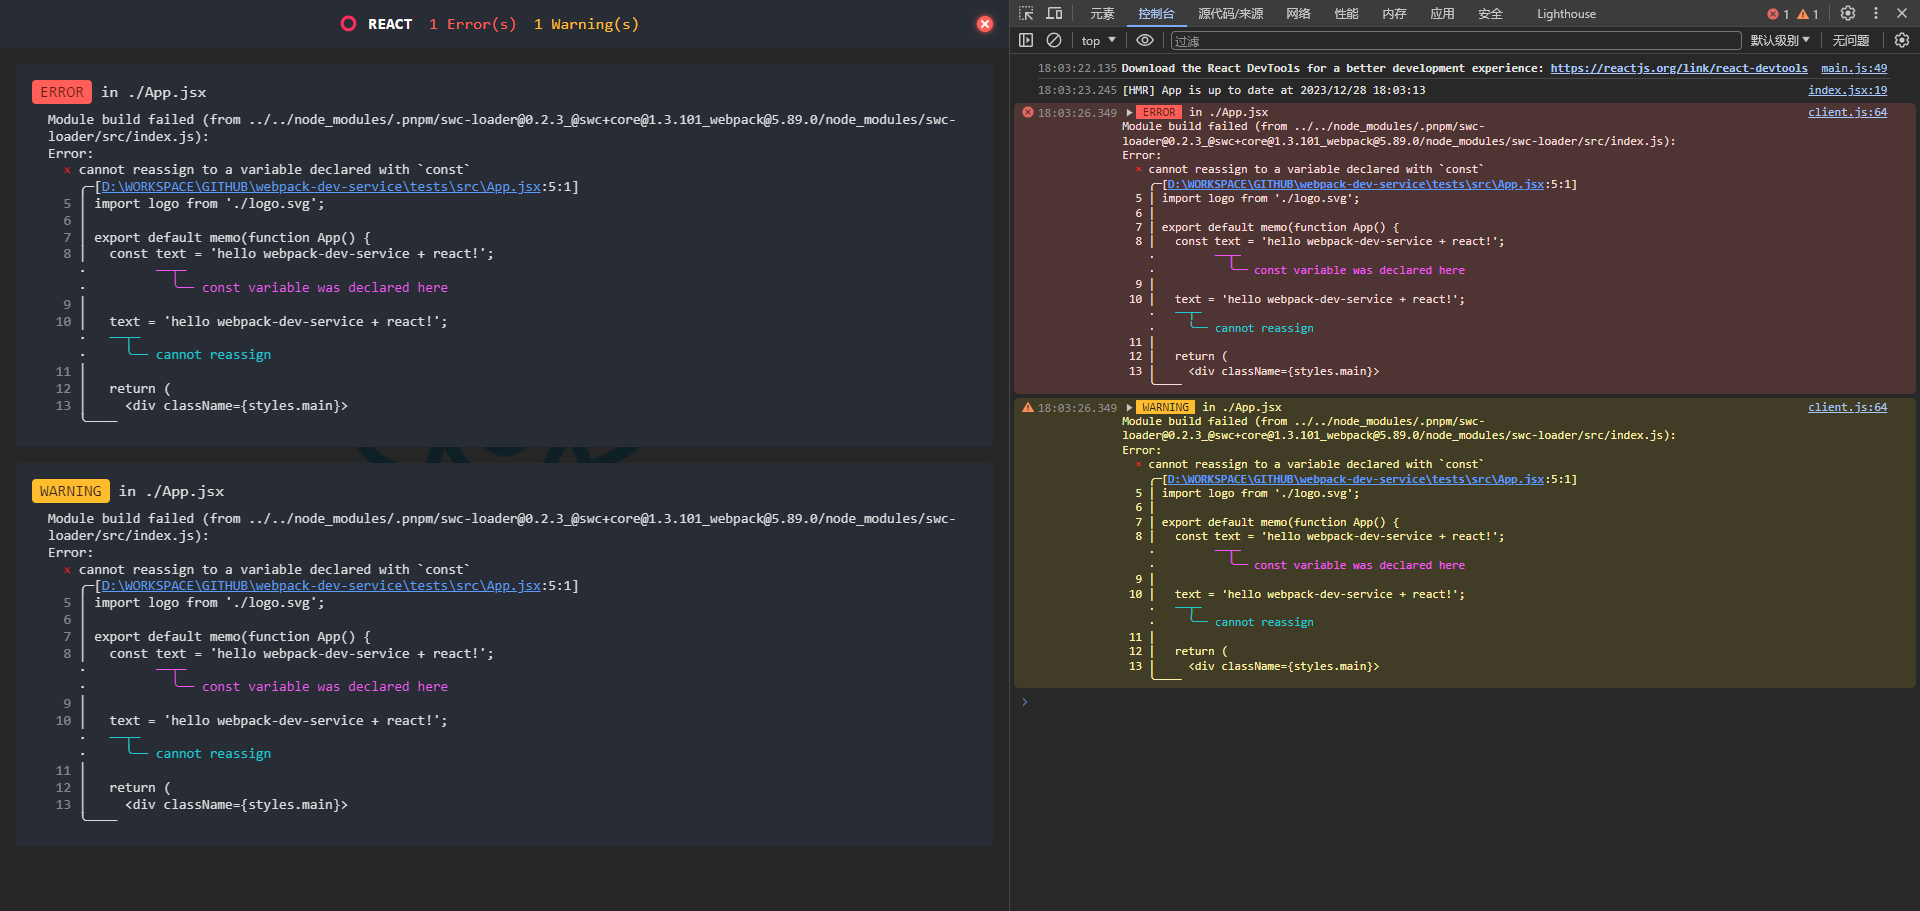 REACT 1 Error(s) 1 Warning(s)
ERROR in ./App.jsx
Module build failed (from ../../node_modules/.pnpm/swc-loader@0.2.3_@swc+core@1.3.101_webpack@5.89.0/node_modules/swc-
loader/src/index.js):
Error:
× cannot reassign to a variable declared with `const`
╭─[D:\WORKSPACE\GITHUB\webpack-dev-service\tests\src\App.jsx:5:1]
5 │ import logo from './logo.svg';
6 │
7 │ export default memo(function App() {
8 │   const text = 'hello webpack-dev-service + react!';
·         ──┬─
·           ╰── const variable was declared here
9 │
10 │   text = 'hello webpack-dev-service + react!';
·   ──┬─
·     ╰── cannot reassign
11 │
12 │   return (
13 │     <div className={styles.main}>
╰────
WARNING in ./App.jsx
Module build failed (from ../../node_modules/.pnpm/swc-loader@0.2.3_@swc+core@1.3.101_webpack@5.89.0/node_modules/swc-
loader/src/index.js):
Error:
× cannot reassign to a variable declared with `const`
╭─[D:\WORKSPACE\GITHUB\webpack-dev-service\tests\src\App.jsx:5:1]
5 │ import logo from './logo.svg';
6 │
7 │ export default memo(function App() {
8 │   const text = 'hello webpack-dev-service + react!';
·         ──┬─
·           ╰── const variable was declared here
9 │
10 │   text = 'hello webpack-dev-service + react!';
·   ──┬─
·     ╰── cannot reassign
11 │
12 │   return (
13 │     <div className={styles.main}>
╰────
元素 控制台 源代码/来源 网络 性能 内存 应用 安全 Lighthouse 1 1
top 过滤 默认级别 无问题
18:03:22.135 Download the React DevTools for a better development experience: https://reactjs.org/link/react-devtools main.js:49
18:03:23.245 [HMR] App is up to date at 2023/12/28 18:03:13 index.jsx:19
18:03:26.349 ERROR in ./App.jsx client.js:64
Module build failed (from ../../node_modules/.pnpm/swc-
loader@0.2.3_@swc+core@1.3.101_webpack@5.89.0/node_modules/swc-loader/src/index.js):
Error:
× cannot reassign to a variable declared with `const`
╭─[D:\WORKSPACE\GITHUB\webpack-dev-service\tests\src\App.jsx:5:1]
5 │ import logo from './logo.svg';
6 │
7 │ export default memo(function App() {
8 │   const text = 'hello webpack-dev-service + react!';
·         ──┬─
·           ╰── const variable was declared here
9 │
10 │   text = 'hello webpack-dev-service + react!';
·   ──┬─
·     ╰── cannot reassign
11 │
12 │   return (
13 │     <div className={styles.main}>
╰────
18:03:26.349 WARNING in ./App.jsx client.js:64
Module build failed (from ../../node_modules/.pnpm/swc-
loader@0.2.3_@swc+core@1.3.101_webpack@5.89.0/node_modules/swc-loader/src/index.js):
Error:
× cannot reassign to a variable declared with `const`
╭─[D:\WORKSPACE\GITHUB\webpack-dev-service\tests\src\App.jsx:5:1]
5 │ import logo from './logo.svg';
6 │
7 │ export default memo(function App() {
8 │   const text = 'hello webpack-dev-service + react!';
·         ──┬─
·           ╰── const variable was declared here
9 │
10 │   text = 'hello webpack-dev-service + react!';
·   ──┬─
·     ╰── cannot reassign
11 │
12 │   return (
13 │     <div className={styles.main}>
╰────